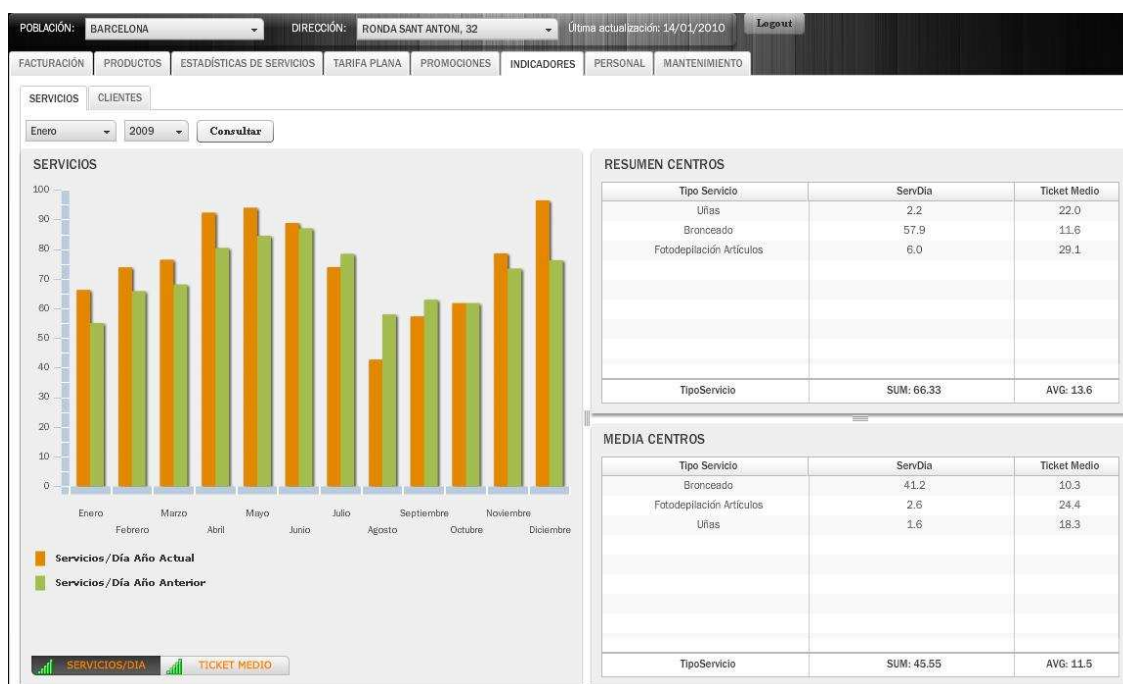 POBLACIÓN: BARCELONA DIRECCIÓN: RONDA SANT ANTONI, 32 Última actualización: 14/01/2010 Logout
FACTURACIÓN PRODUCTOS ESTADÍSTICAS DE SERVICIOS TARIFA PLANA PROMOCIONES INDICADORES PERSONAL MANTENIMIENTO
SERVICIOS CLIENTES
Enero 2009 Consultar
SERVICIOS
100
90
80
70
60
50
40
30
20
10
0
Enero Marzo Mayo Julio Septiembre Noviembre
Febrero Abril Junio Agosto Octubre Diciembre
Servicios/Día Año Actual
Servicios/Día Año Anterior
SERVICIOS/DIA TICKET MEDIO
RESUMEN CENTROS
Tipo Servicio ServDia Ticket Medio
Uñas 2.2 22.0
Bronceado 57.9 11.6
Fotodepilación Artículos 6.0 29.1
TipoServicio SUM: 66.33 AVG: 13.6
MEDIA CENTROS
Tipo Servicio ServDia Ticket Medio
Bronceado 41.2 10.3
Fotodepilación Artículos 2.6 24.4
Uñas 1.6 18.3
TipoServicio SUM: 45.55 AVG: 11.5